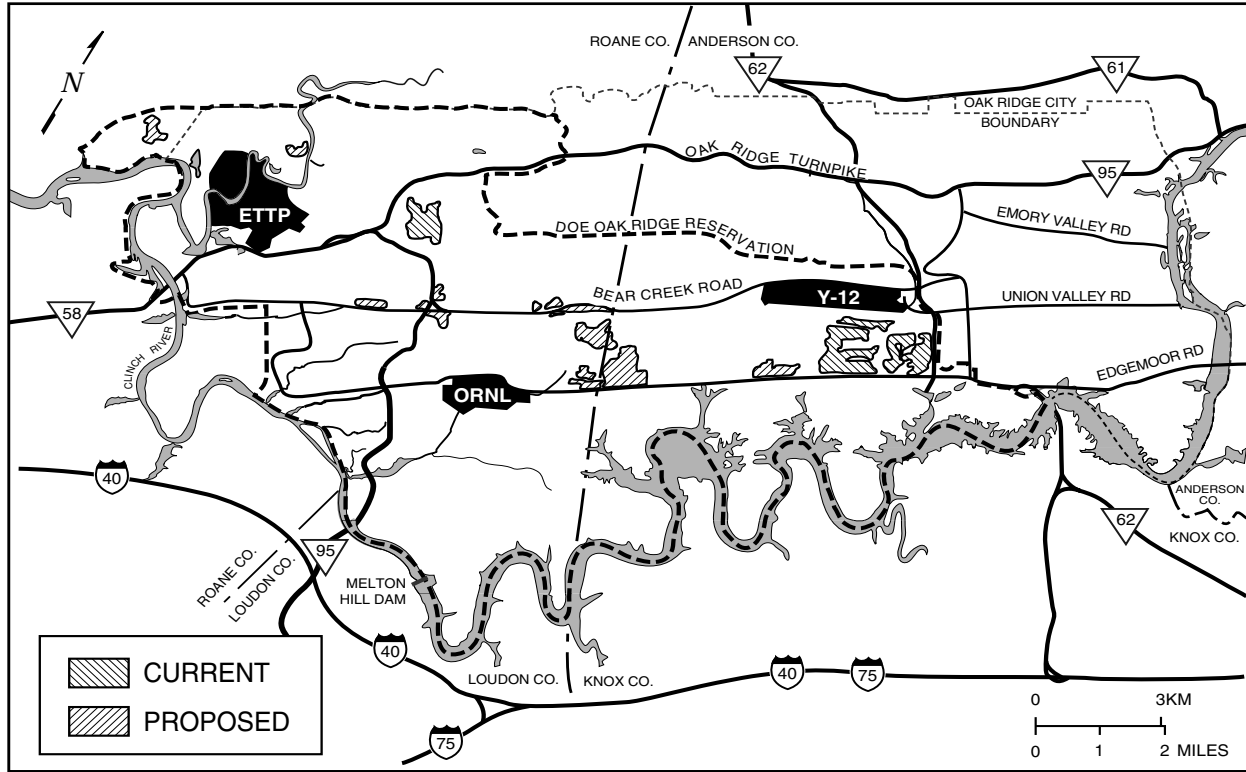 N
ROANE CO.
ANDERSON CO.
62
61
OAK RIDGE CITY
BOUNDARY
OAK RIDGE TURNPIKE
95
ETTP
EMORY VALLEY RD
DOE OAK RIDGE RESERVATION
BEAR CREEK ROAD
Y-12
UNION VALLEY RD
58
CLINCH RIVER
EDGEMOOR RD
ORNL
40
ANDERSON
CO.
62
KNOX CO.
95
ROANE CO.
LOUDON CO.
MELTON
HILL DAM
40
LOUDON CO.
KNOX CO.
40
75
75
CURRENT
PROPOSED
0 3KM
0 1 2 MILES